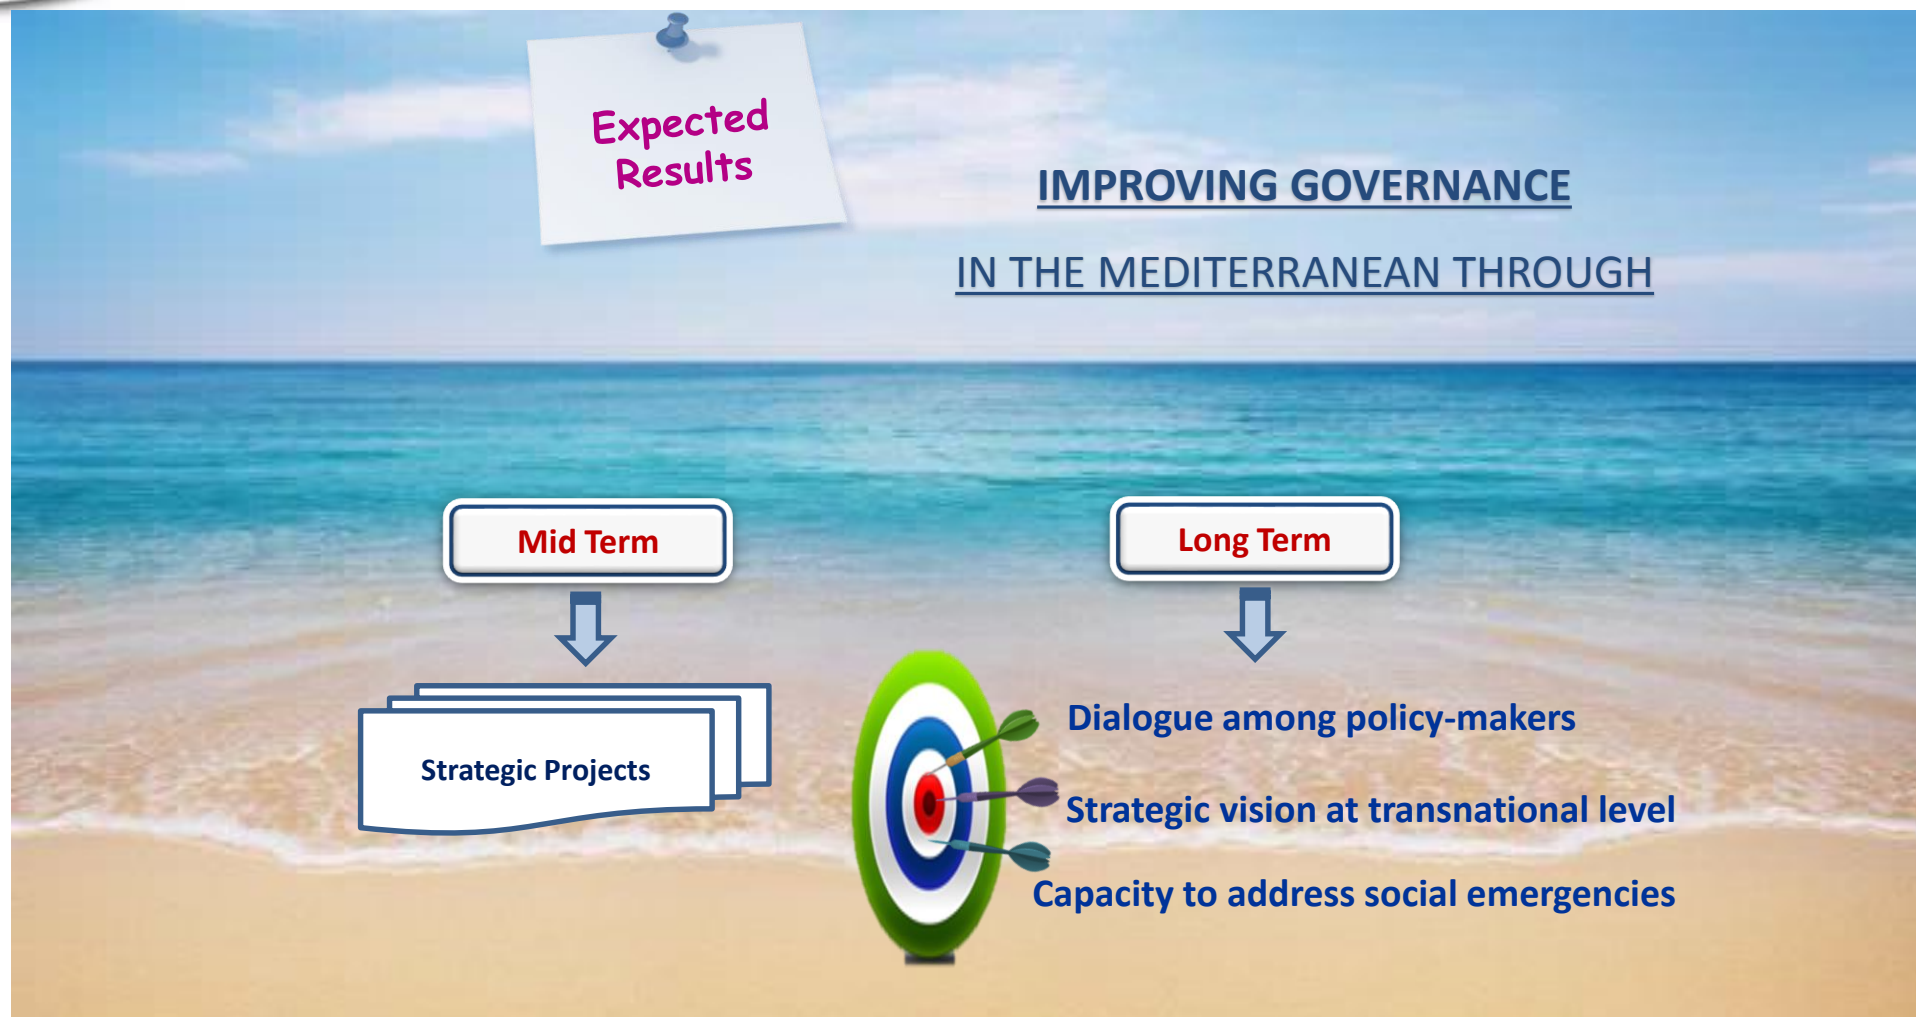 Expected
Results
IMPROVING GOVERNANCE
IN THE MEDITERRANEAN THROUGH
Mid Term
Long Term
Strategic Projects
Dialogue among policy-makers
Strategic vision at transnational level
Capacity to address social emergencies